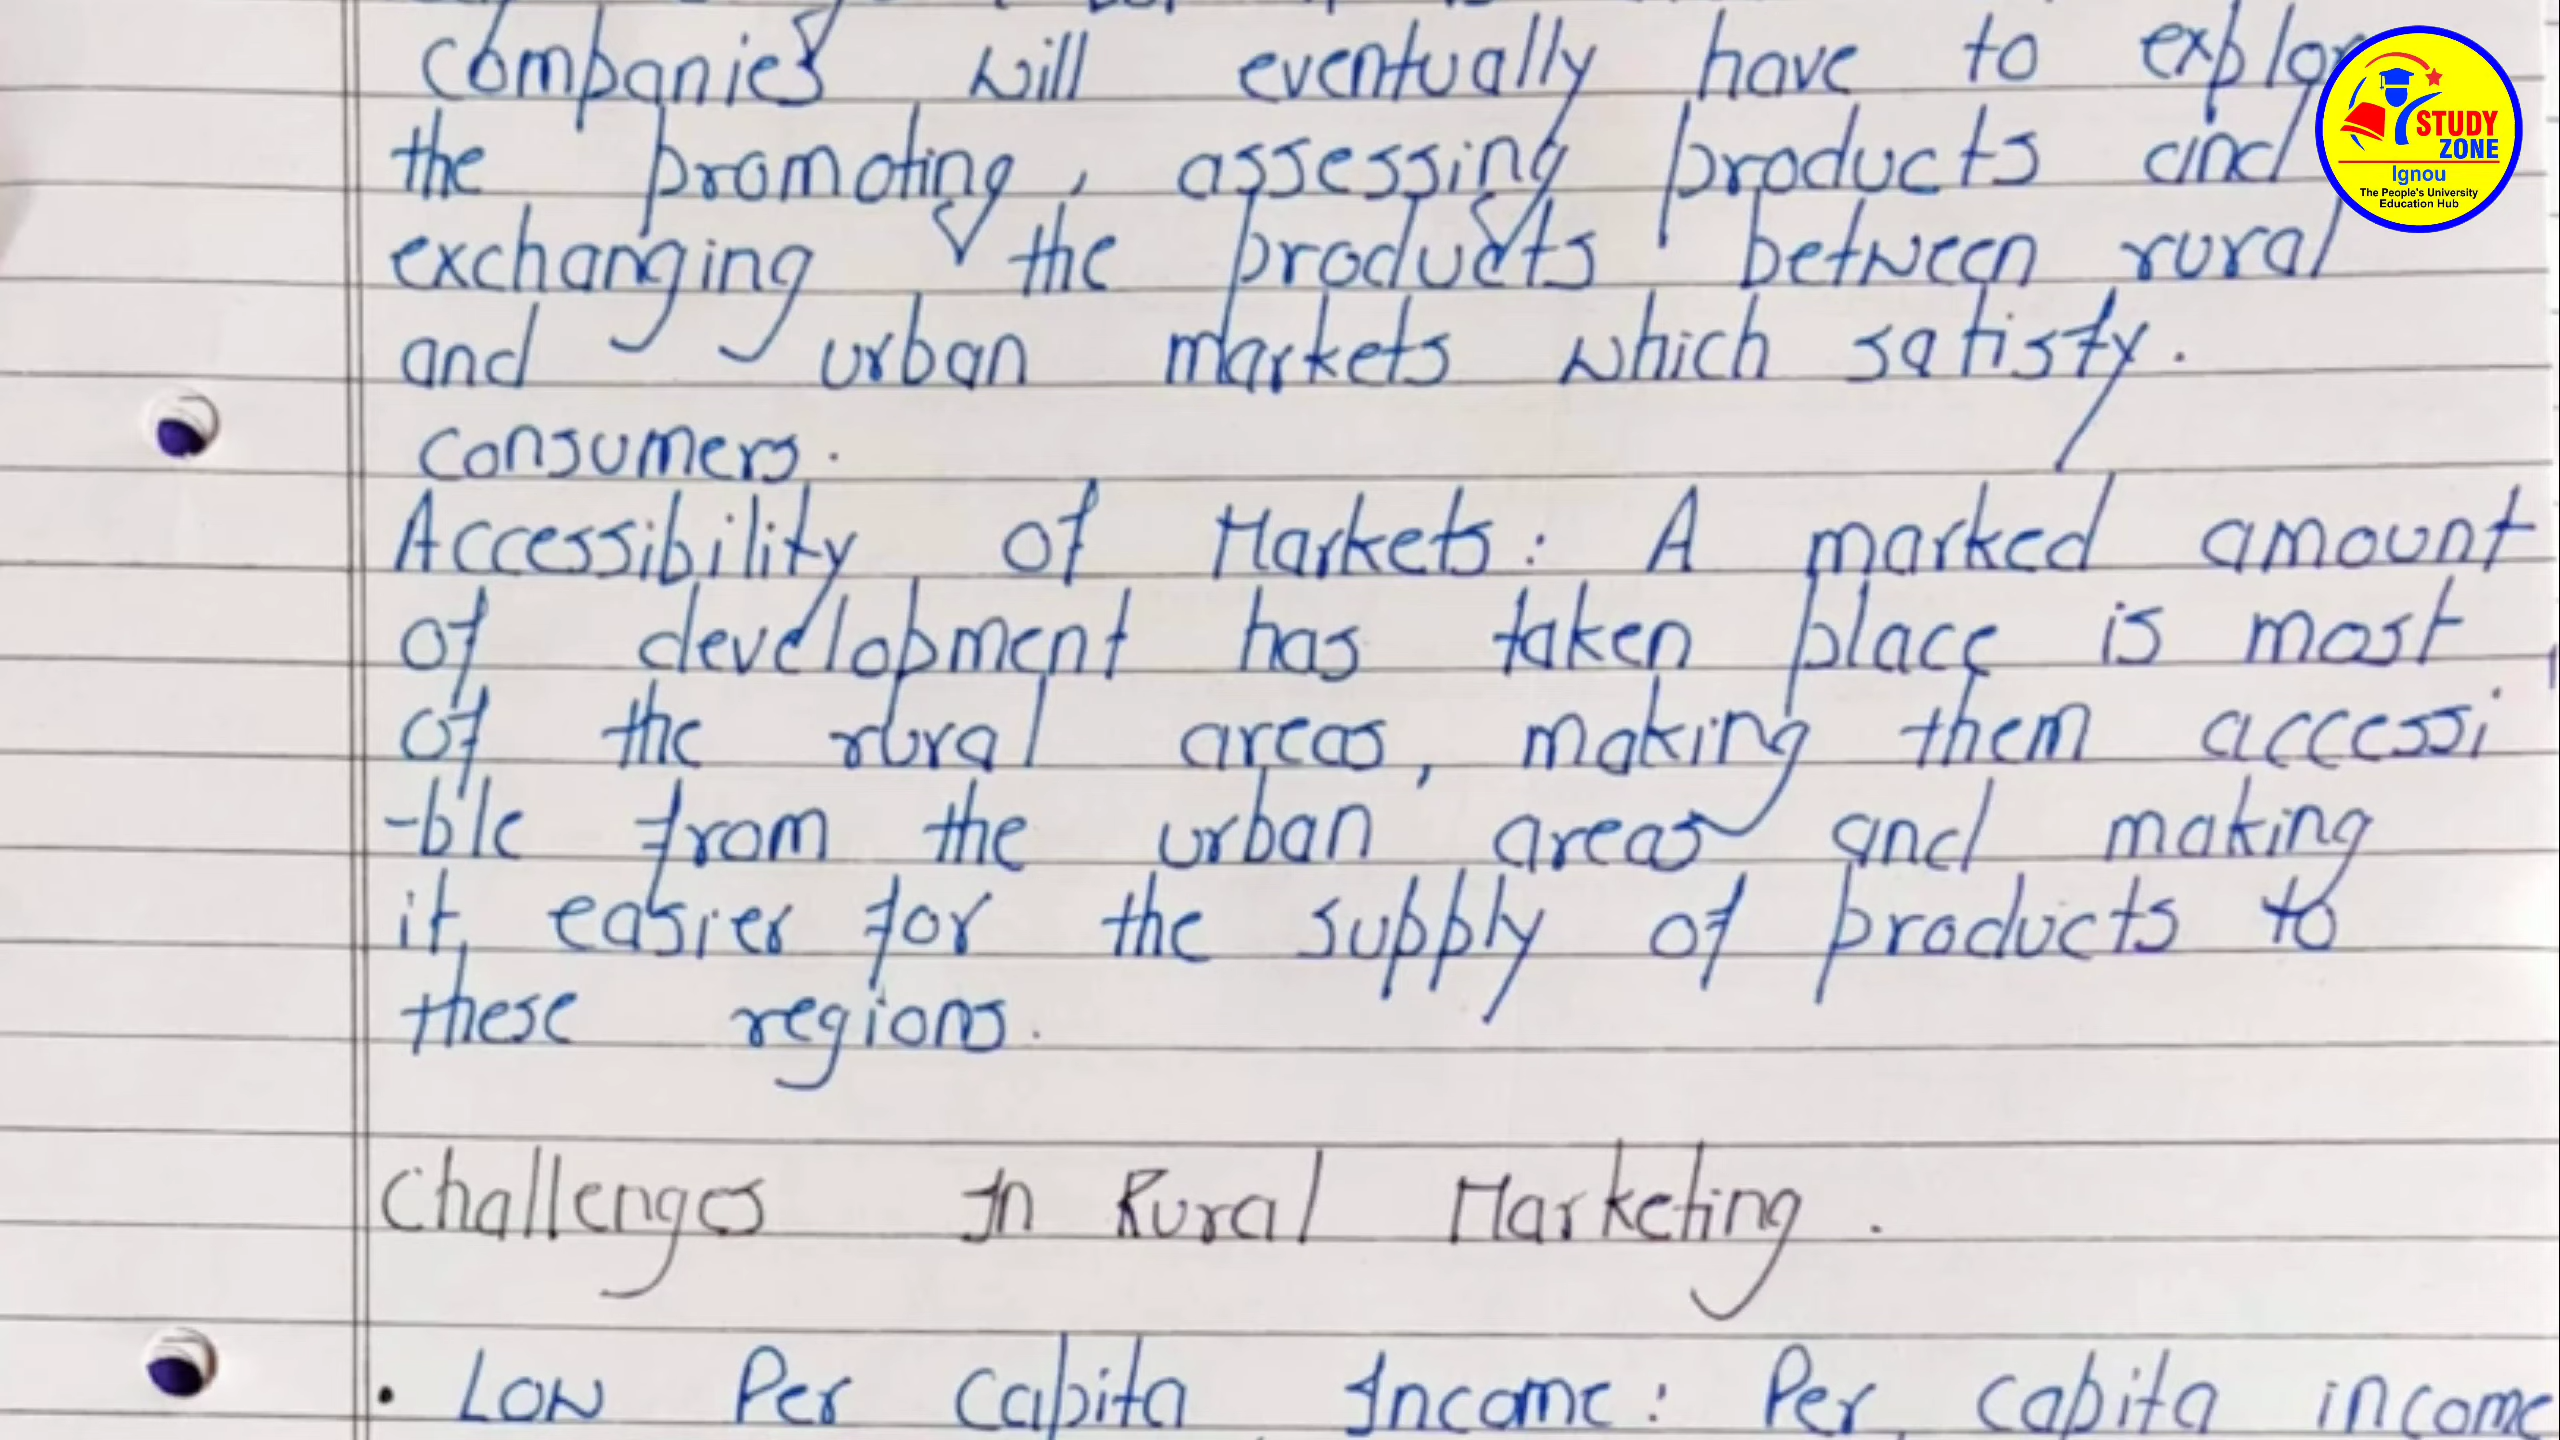 companies will eventually have to explor
the promoting, assessing products and
exchanging the products between rural
and urban markets which satisfy.
consumers.
Accessibility of Markets: A marked amount
of development has taken place is most
of the rural areas, making them accessi
-ble from the urban areas and making
it easier for the supply of products to
these regions.
Challenges In Rural Marketing.
• Low Per Capita Income: Per capita income
STUDY
ZONE
Ignou
The People's University
Education Hub